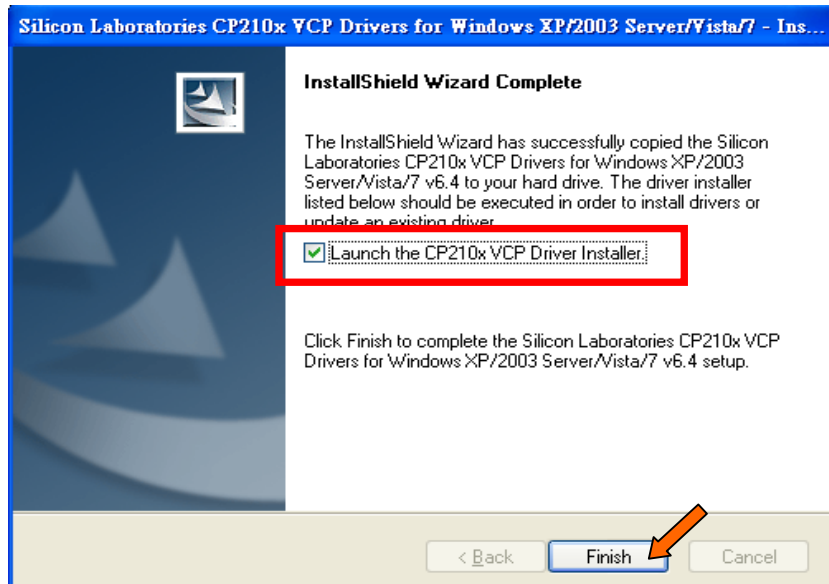 Silicon Laboratories CP210x VCP Drivers for Windows XP/2003 Server/Vista/7 - Ins...
InstallShield Wizard Complete
The InstallShield Wizard has successfully copied the Silicon
Laboratories CP210x VCP Drivers for Windows XP/2003
Server/Vista/7 v6.4 to your hard drive. The driver installer
listed below should be executed in order to install drivers or
update an existing driver.
Launch the CP210x VCP Driver Installer.
Click Finish to complete the Silicon Laboratories CP210x VCP
Drivers for Windows XP/2003 Server/Vista/7 v6.4 setup.
< Back Finish Cancel